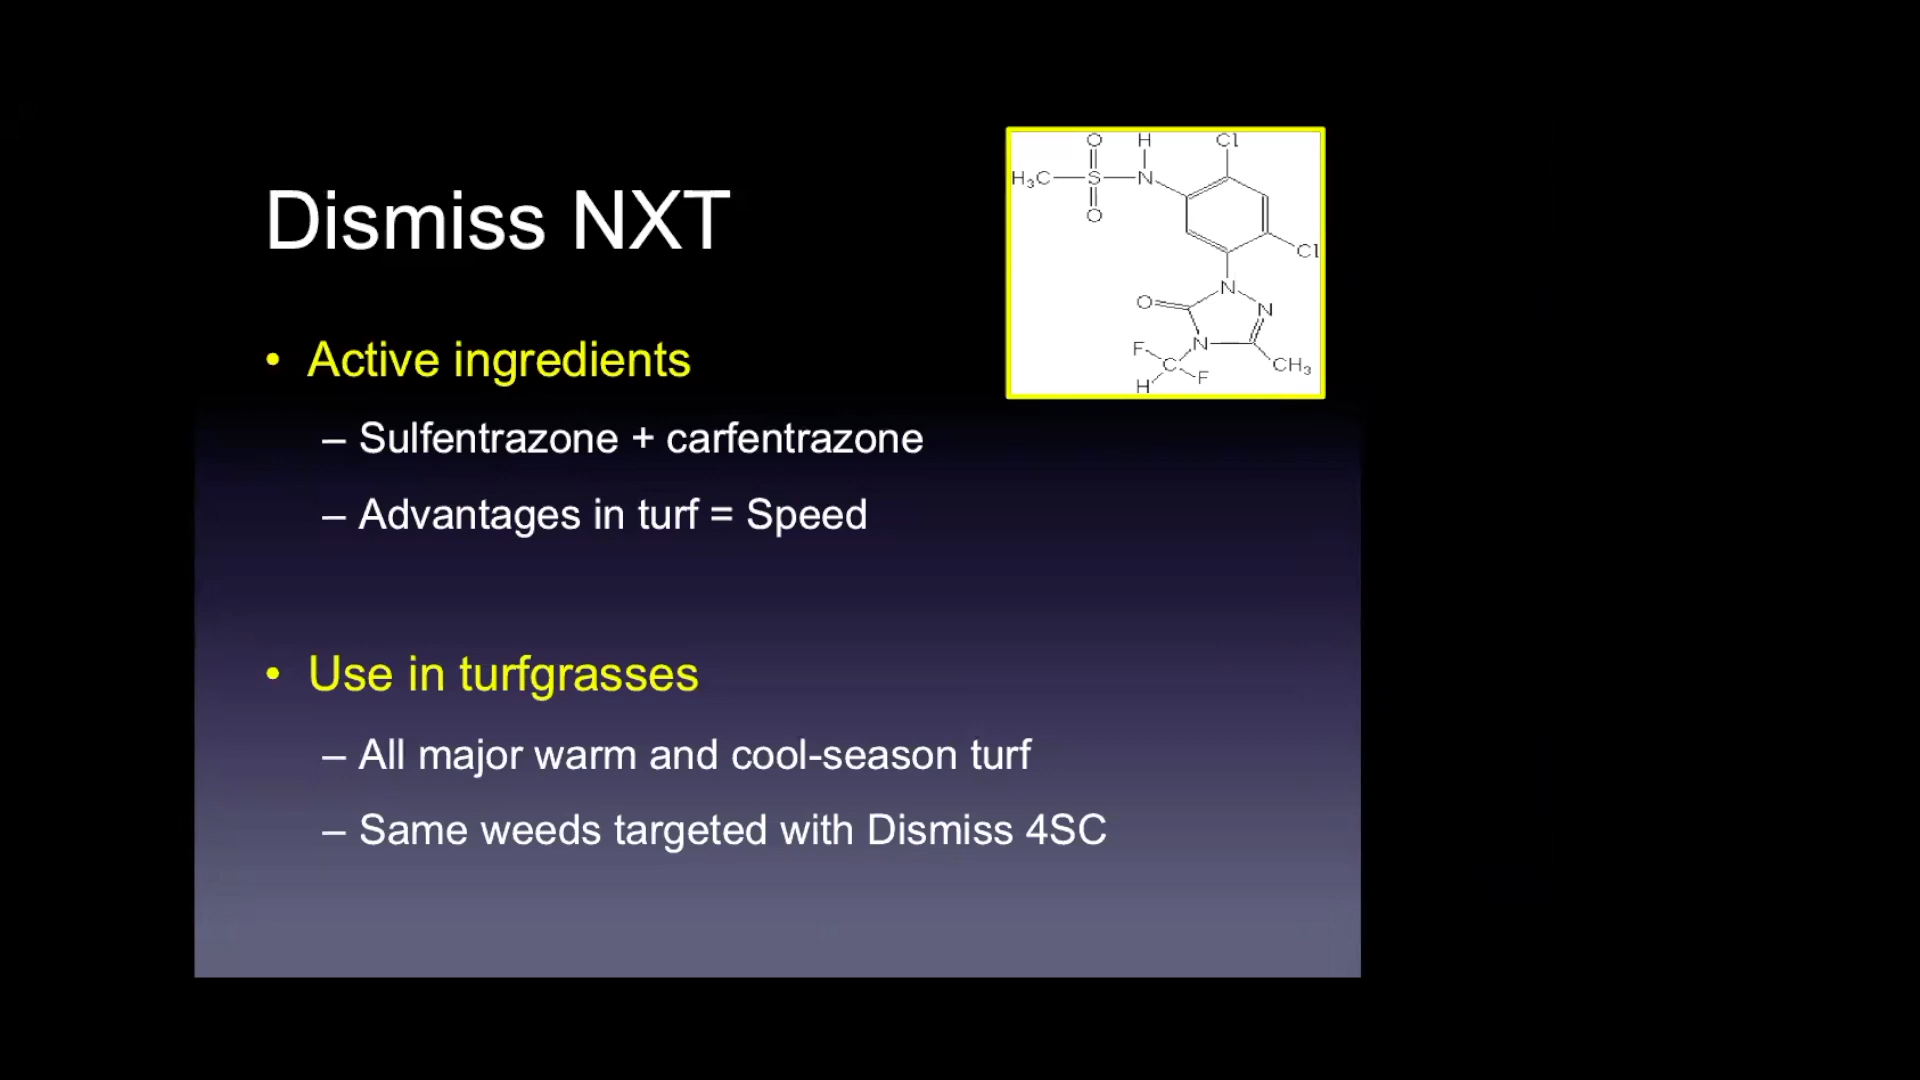 Dismiss NXT
• Active ingredients
– Sulfentrazone + carfentrazone
– Advantages in turf = Speed
• Use in turfgrasses
– All major warm and cool-season turf
– Same weeds targeted with Dismiss 4SC
O H Cl
H₃C S N
O
Cl
N
O N
F N
C CH₃
H F